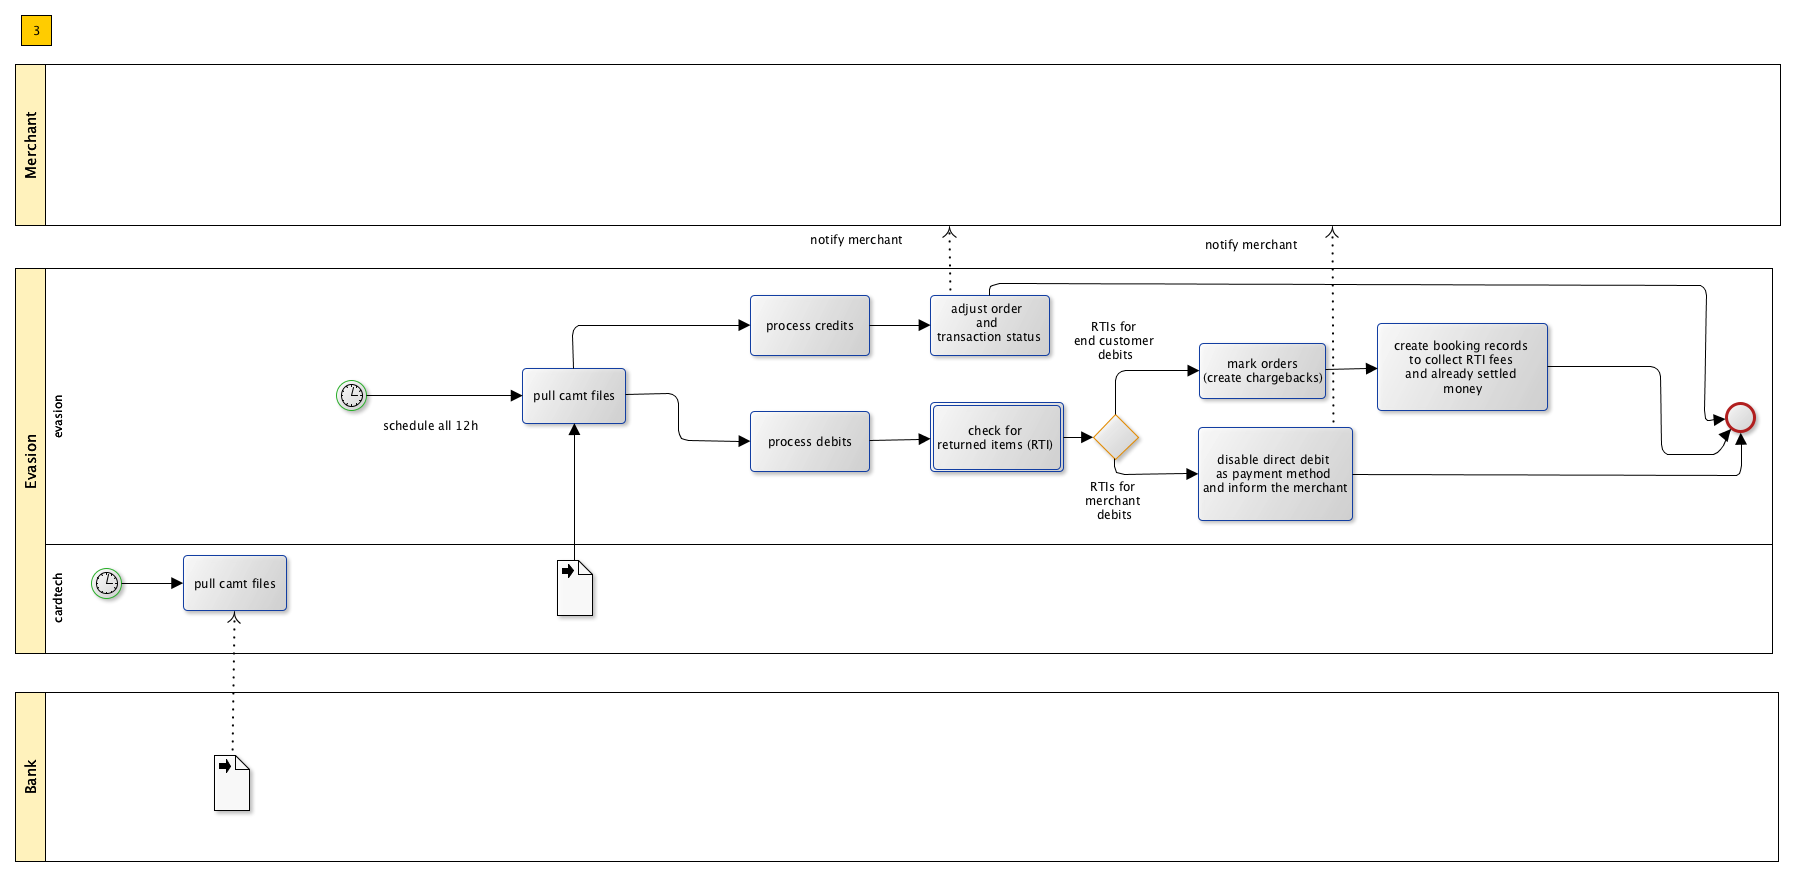 3
Merchant
notify merchant
notify merchant
Evasion
evasion
schedule all 12h
pull camt files
process credits
adjust order
and
transaction status
process debits
check for
returned items (RTI)
RTIs for
end customer
debits
RTIs for
merchant
debits
mark orders
(create chargebacks)
create booking records
to collect RTI fees
and already settled
money
disable direct debit
as payment method
and inform the merchant
cardtech
pull camt files
Bank